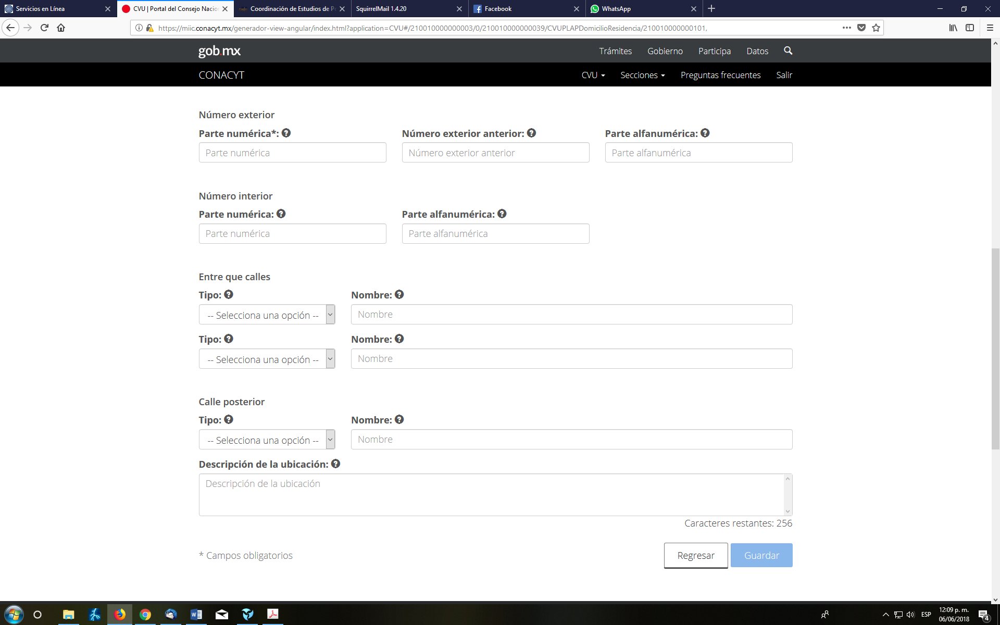 Servicios en Línea
CVU | Portal del Consejo Nacio
Coordinación de Estudios de P
SquirrelMail 1.4.20
Facebook
WhatsApp
https://miic.conacyt.mx/generador-view-angular/index.html?application=CVU#/210010000000003/0/210010000000039/CVUPLAPDomicilioResidencia/210010000000101,
gob.mx
Trámites Gobierno Participa Datos
CONACYT
CVU Secciones Preguntas frecuentes Salir
Número exterior
Parte numérica*: Número exterior anterior: Parte alfanumérica:
Parte numérica Número exterior anterior Parte alfanumérica
Número interior
Parte numérica: Parte alfanumérica:
Parte numérica Parte alfanumérica
Entre que calles
Tipo: Nombre:
-- Selecciona una opción -- Nombre
Tipo: Nombre:
-- Selecciona una opción -- Nombre
Calle posterior
Tipo: Nombre:
-- Selecciona una opción -- Nombre
Descripción de la ubicación:
Descripción de la ubicación
Caracteres restantes: 256
* Campos obligatorios
Regresar Guardar
ESP
12:09 p. m.
06/06/2018
4